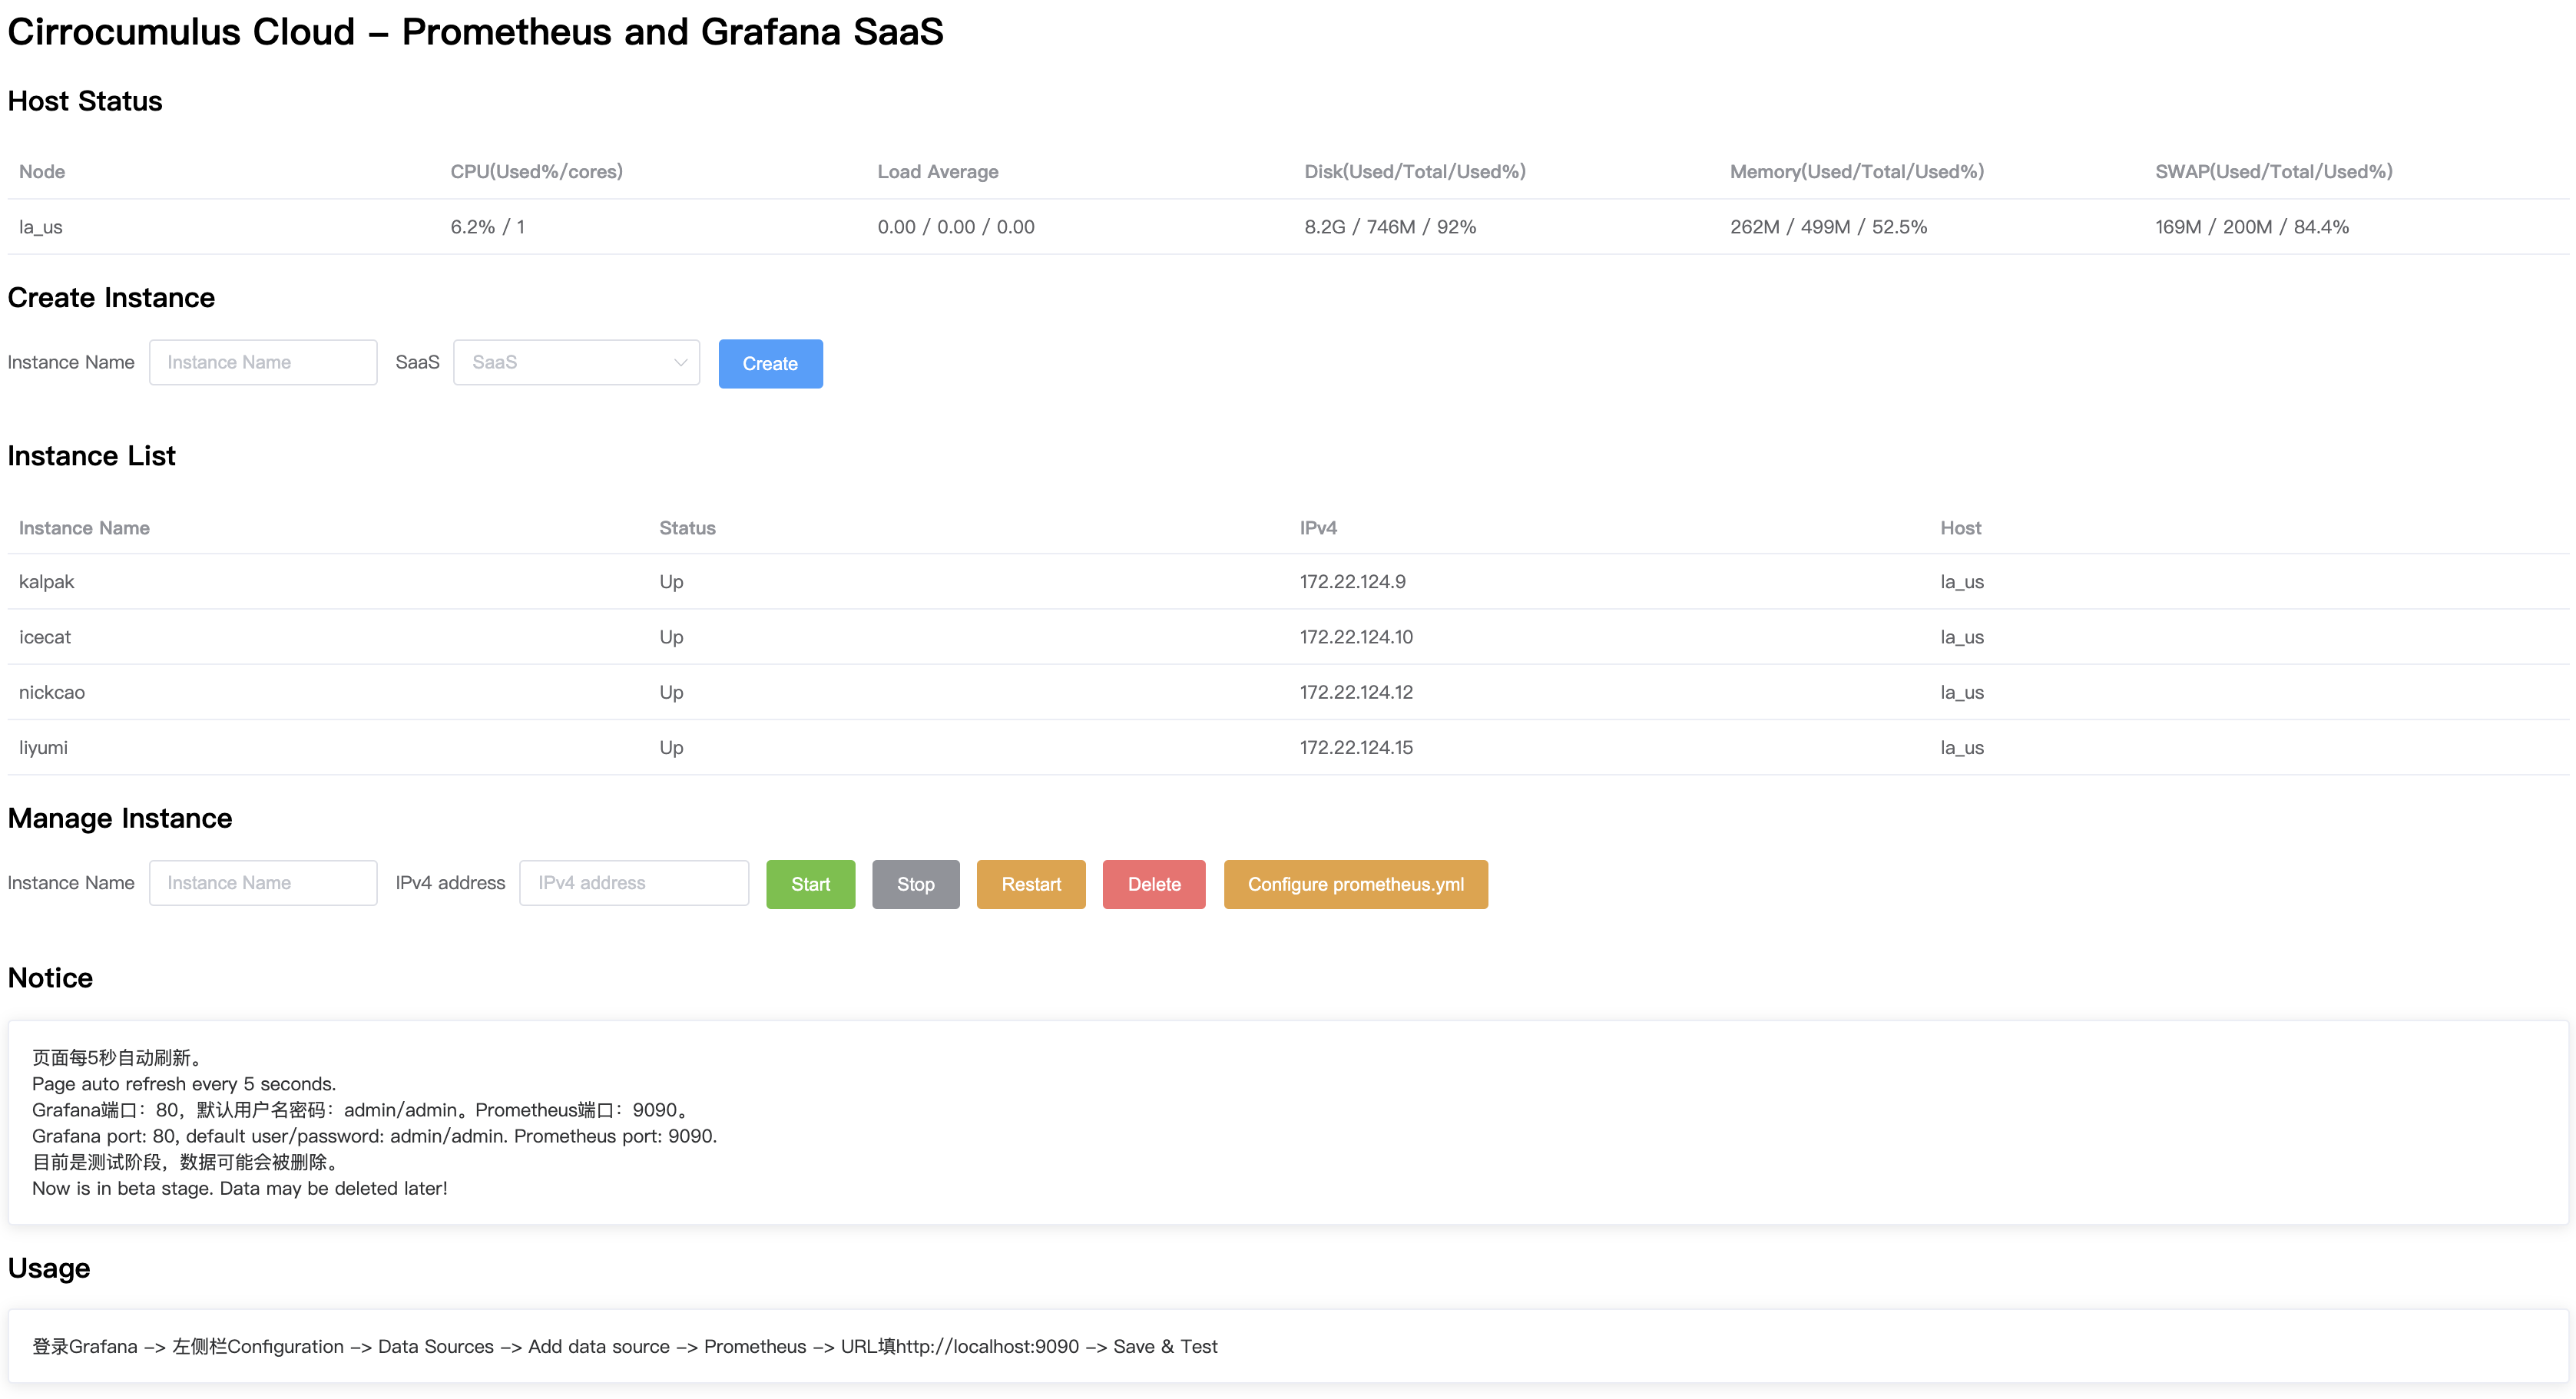 Cirrocumulus Cloud – Prometheus and Grafana SaaS
Host Status
Node CPU(Used%/cores) Load Average Disk(Used/Total/Used%) Memory(Used/Total/Used%) SWAP(Used/Total/Used%)
la_us 6.2% / 1 0.00 / 0.00 / 0.00 8.2G / 746M / 92% 262M / 499M / 52.5% 169M / 200M / 84.4%
Create Instance
Instance Name Instance Name SaaS SaaS Create
Instance List
Instance Name Status IPv4 Host
kalpak Up 172.22.124.9 la_us
icecat Up 172.22.124.10 la_us
nickcao Up 172.22.124.12 la_us
liyumi Up 172.22.124.15 la_us
Manage Instance
Instance Name Instance Name IPv4 address IPv4 address Start Stop Restart Delete Configure prometheus.yml
Notice
页面每5秒自动刷新。
Page auto refresh every 5 seconds.
Grafana端口：80，默认用户名密码：admin/admin。Prometheus端口：9090。
Grafana port: 80, default user/password: admin/admin. Prometheus port: 9090.
目前是测试阶段，数据可能会被删除。
Now is in beta stage. Data may be deleted later!
Usage
登录Grafana –> 左侧栏Configuration –> Data Sources –> Add data source –> Prometheus –> URL填http://localhost:9090 –> Save & Test